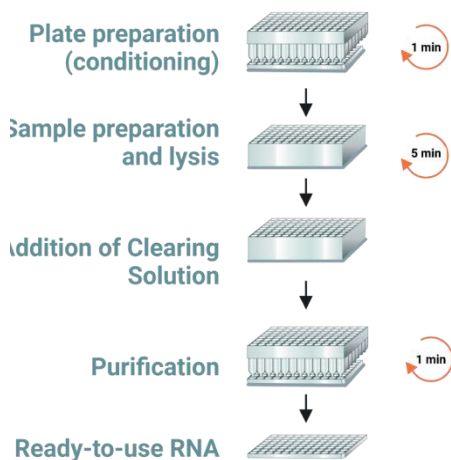 Plate preparation
(conditioning)
1 min
Sample preparation
and lysis
5 min
Addition of Clearing
Solution
Purification
1 min
Ready-to-use RNA